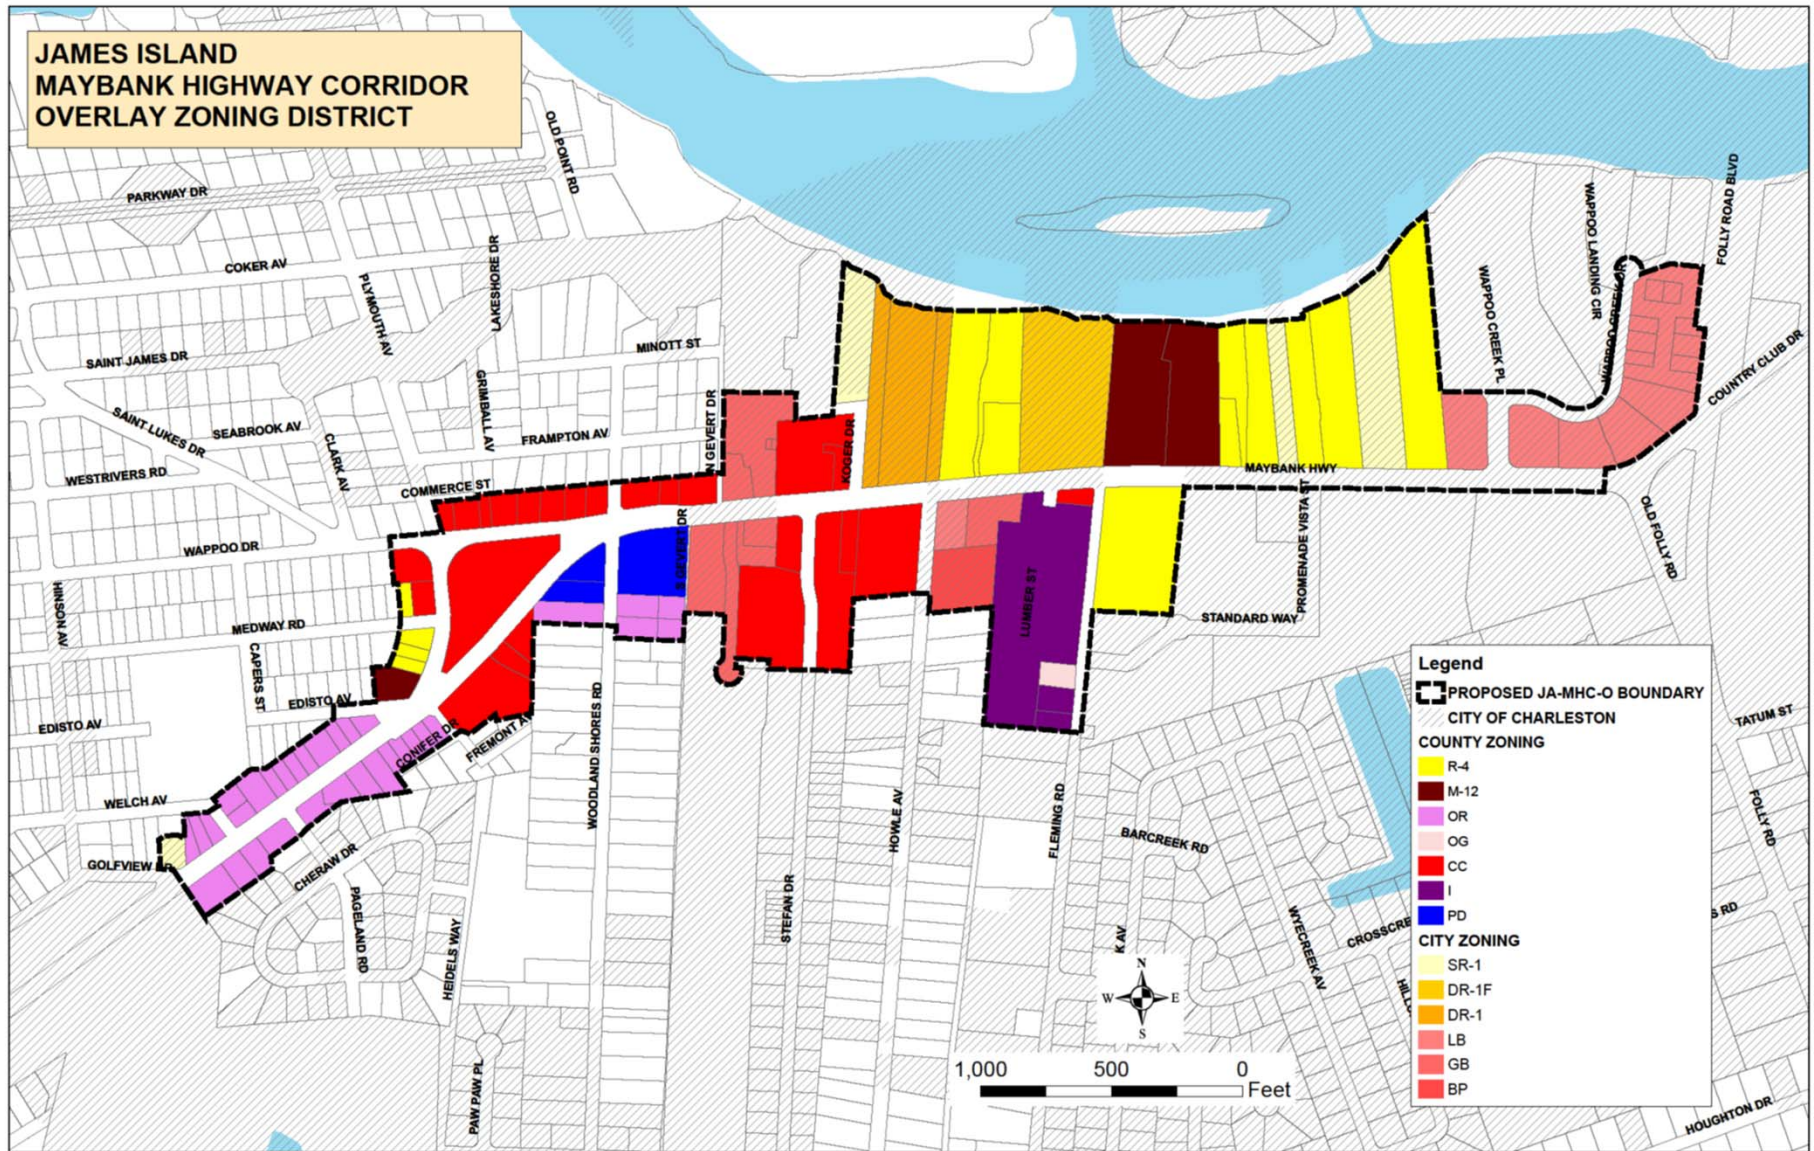 JAMES ISLAND
MAYBANK HIGHWAY CORRIDOR
OVERLAY ZONING DISTRICT
OLD POINT RD
PARKWAY DR
COKER AV
LAKESHORE DR
PLYMOUTH AV
SAINT JAMES DR
MINOTT ST
GRIMBALL AV
SAINT LUKES DR
SEABROOK AV
CLARK AV
FRAMPTON AV
N GEVERT DR
KOGER DR
WESTRIVERS RD
COMMERCE ST
WAPPOO DR
HINSON AV
MEDWAY RD
CAPERS ST
EDISTO AV
EDISTO AV
S GEVERT DR
CONIFER DR
FREMONT AV
WOODLAND SHORES RD
WELCH AV
CHERAW DR
PAGELAND RD
HEIDELS WAY
PAW PAW PL
STEFAN DR
HOWLE AV
LUMBER ST
FLEMING RD
MAYBANK HWY
PROMENADE VISTA ST
STANDARD WAY
WAPPOO CREEK PL
WAPPOO LANDING CIR
WAPPOO CREEK DR
FOLLY ROAD BLVD
COUNTRY CLUB DR
OLD FOLLY RD
TATUM ST
FOLLY RD
BARCREEK RD
WYECREEK AV
K AV
HOUGHTON DR
N
W
E
S
1,000
500
0
Feet
Legend
PROPOSED JA-MHC-O BOUNDARY
CITY OF CHARLESTON
COUNTY ZONING
R-4
M-12
OR
OG
CC
I
PD
CITY ZONING
SR-1
DR-1F
DR-1
LB
GB
BP